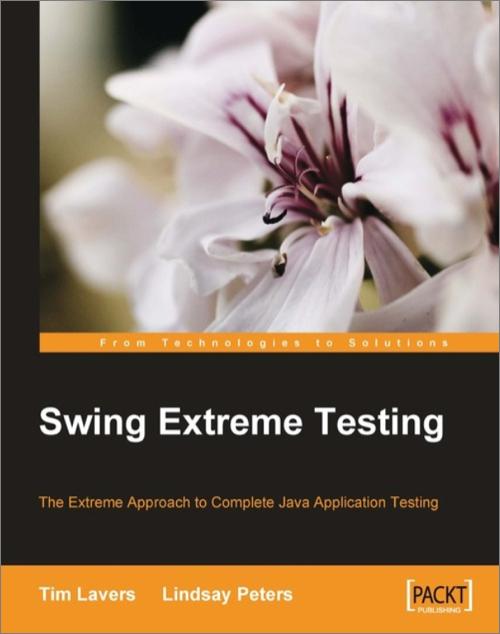 From Technologies to Solutions
Swing Extreme Testing
The Extreme Approach to Complete Java Application Testing
Tim Lavers Lindsay Peters
[PACKT]
PUBLISHING